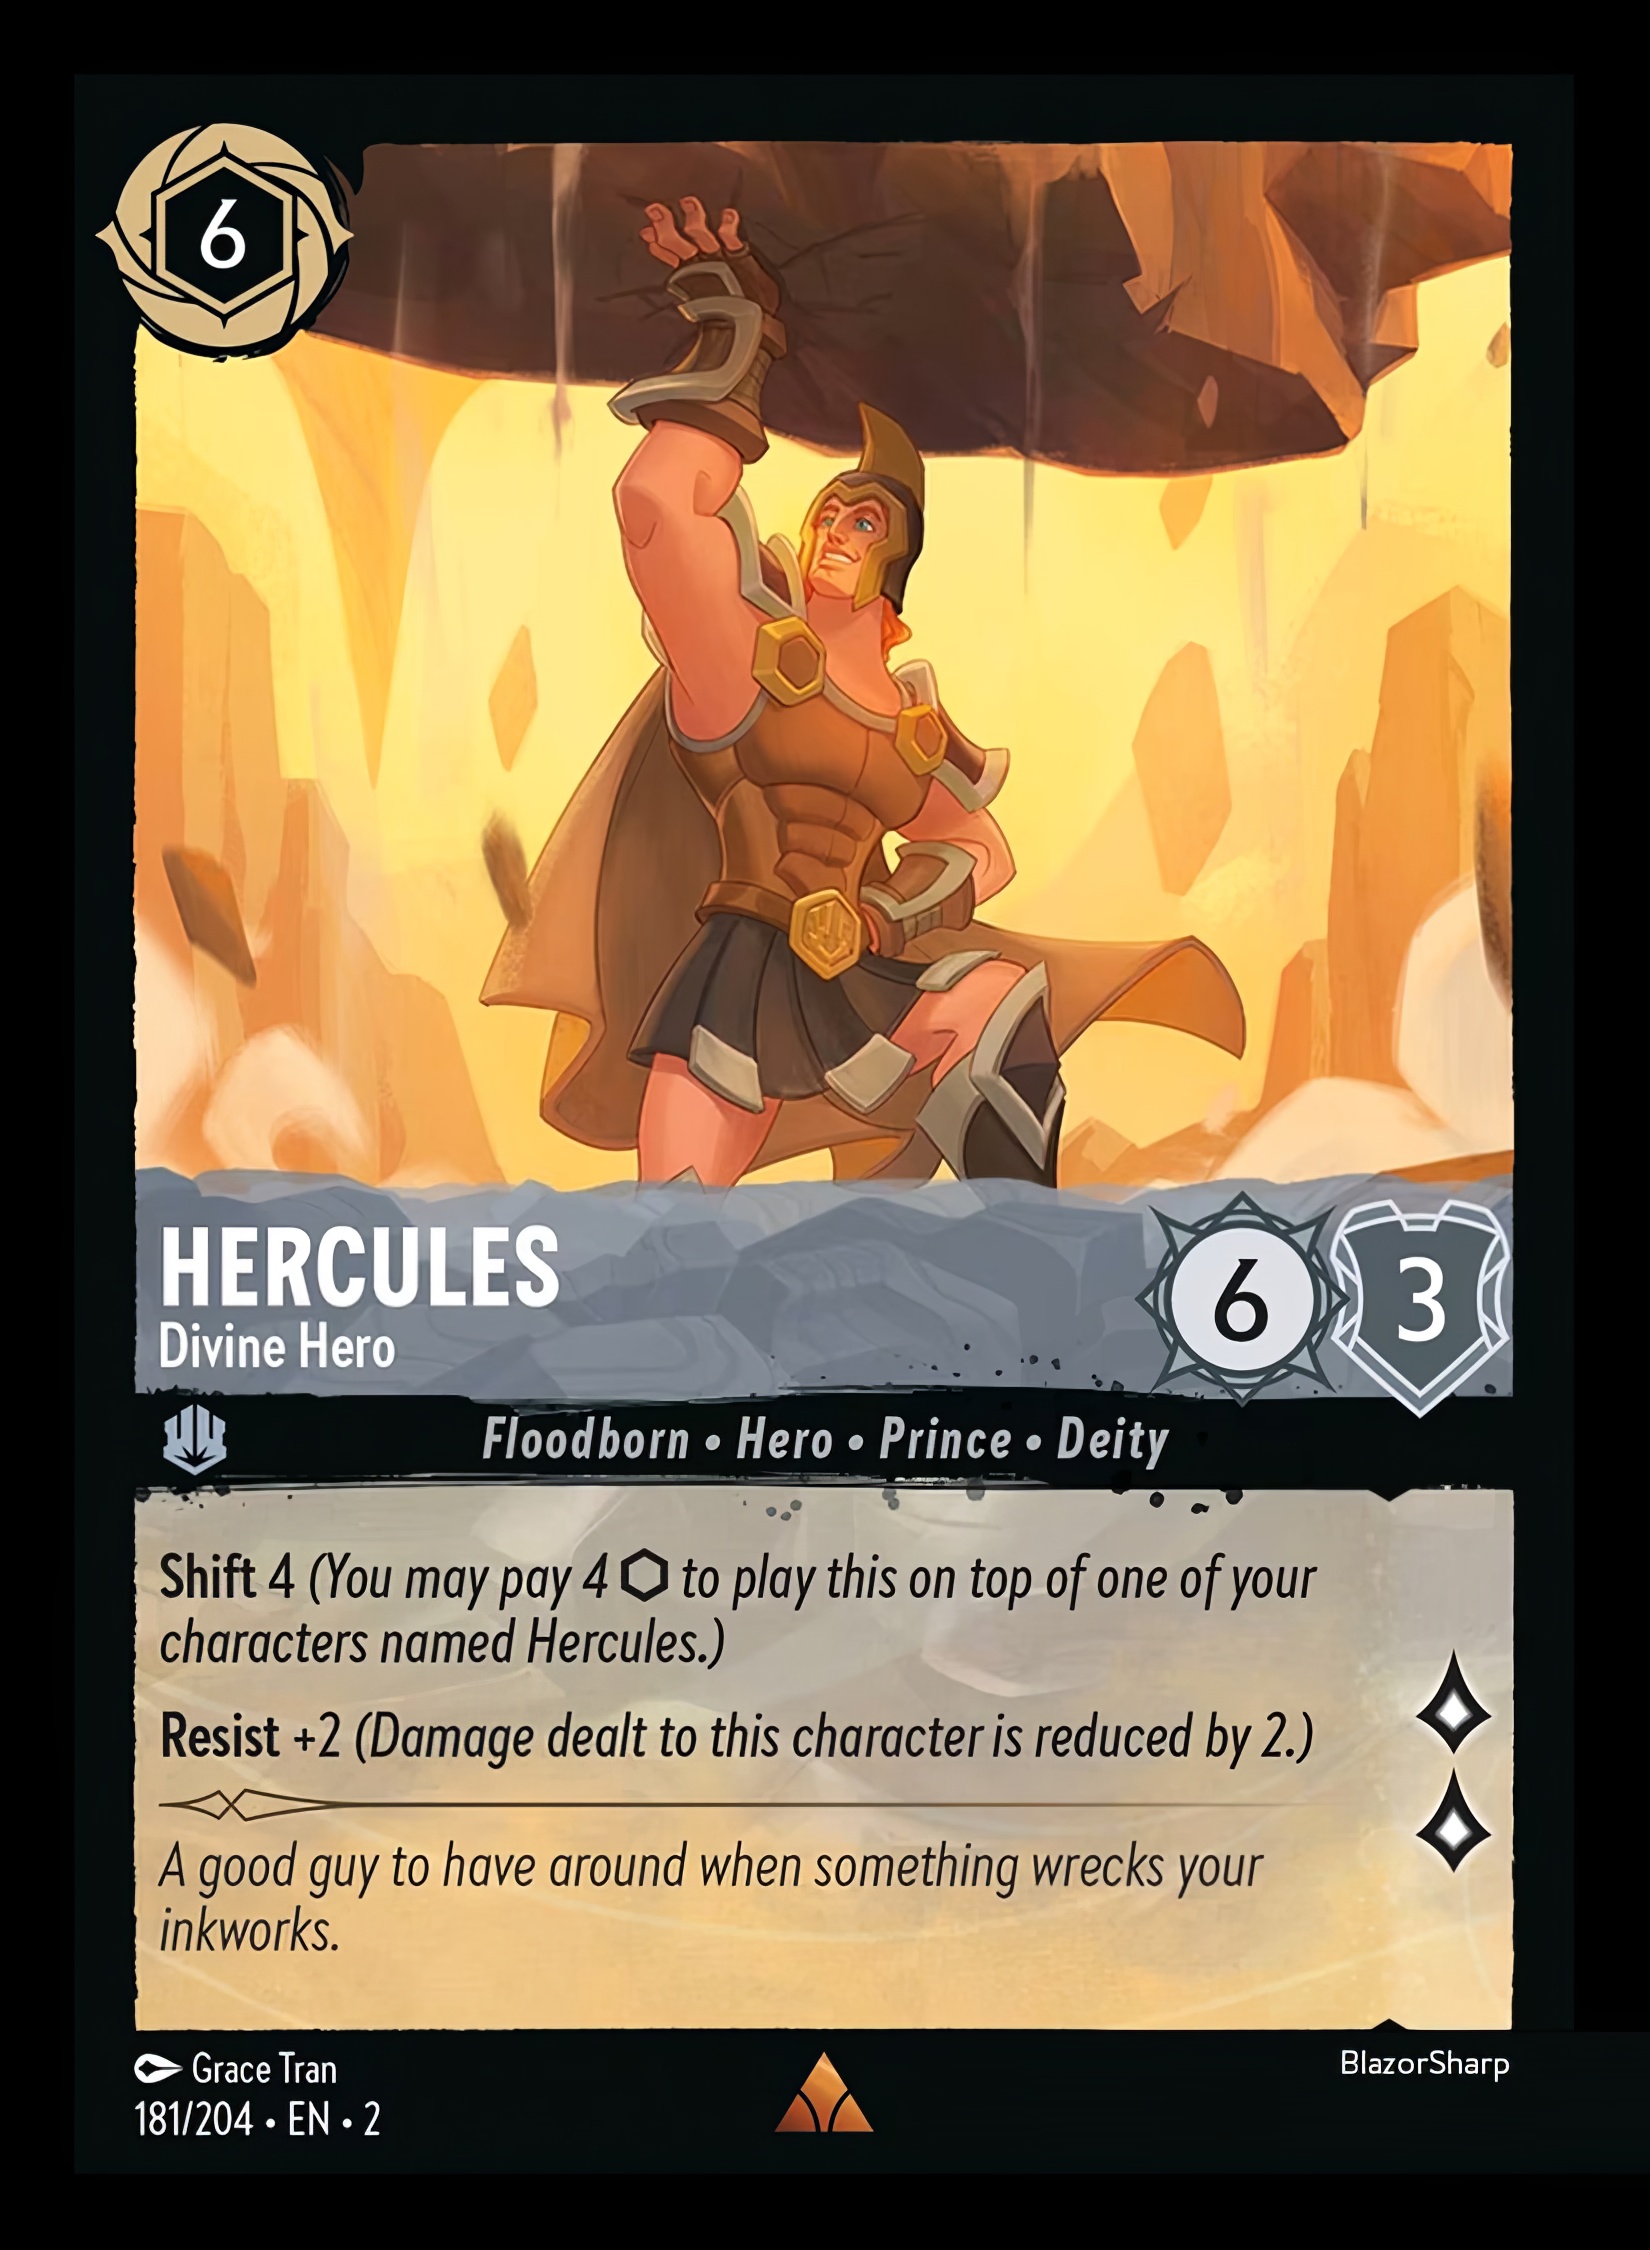 6
HERCULES
Divine Hero
6
3
Floodborn • Hero • Prince • Deity
Shift 4 (You may pay 4 ⬡ to play this on top of one of your
characters named Hercules.)
Resist +2 (Damage dealt to this character is reduced by 2.)
A good guy to have around when something wrecks your
inkworks.
Grace Tran
BlazorSharp
181/204 • EN • 2